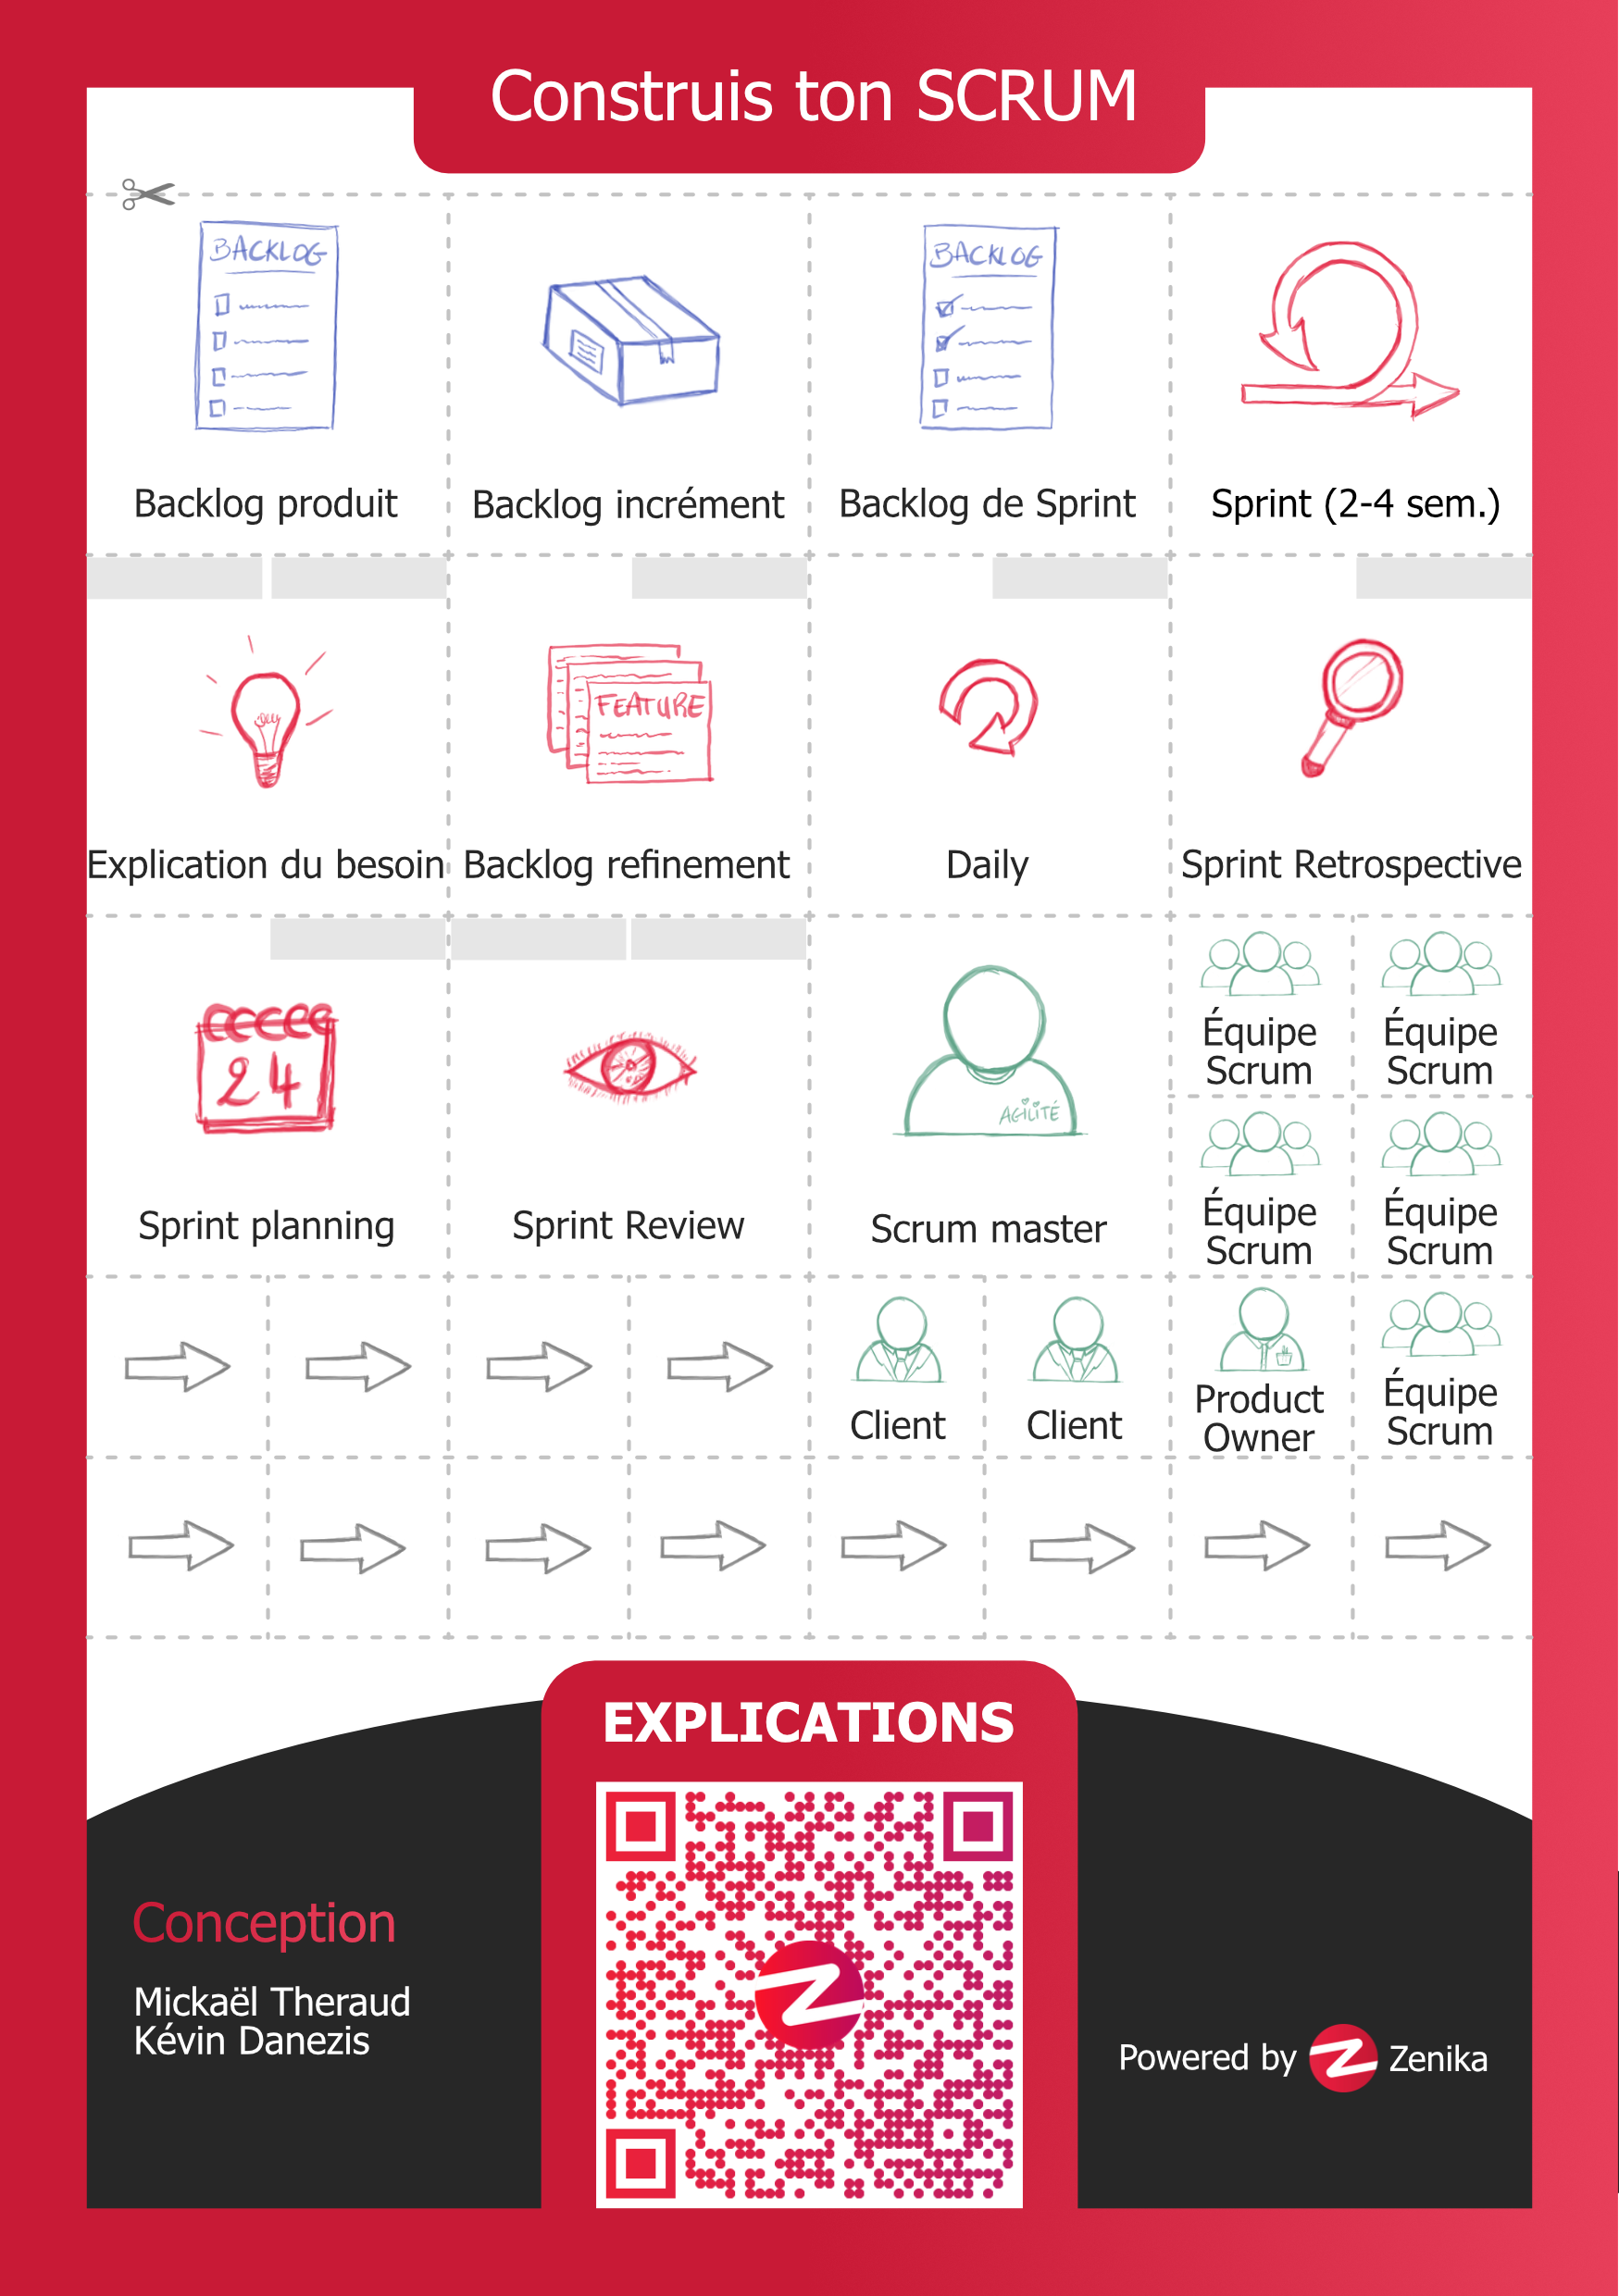 Construis ton SCRUM
BACKLOG
BACKLOG
Backlog produit
Backlog incrément
Backlog de Sprint
Sprint (2-4 sem.)
FEATURE
Explication du besoin
Backlog refinement
Daily
Sprint Retrospective
24
AGILITÉ
Sprint planning
Sprint Review
Scrum master
Équipe
Scrum
Équipe
Scrum
Équipe
Scrum
Équipe
Scrum
Client
Client
Product
Owner
Équipe
Scrum
EXPLICATIONS
Conception
Mickaël Theraud
Kévin Danezis
Powered by Zenika